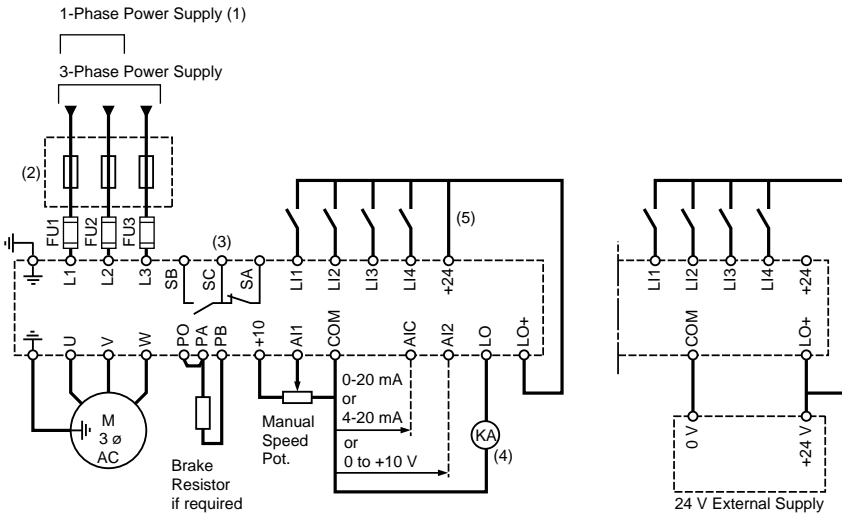 1-Phase Power Supply (1)
3-Phase Power Supply
(2)
FU1
FU2
FU3
(3)
(5)
L1
L2
L3
SB
SC
SA
LI1
LI2
LI3
LI4
+24
U
V
W
PO
PA
PB
+10
AI1
COM
AIC
AI2
LO
LO+
M
3 ø
AC
Brake
Resistor
if required
Manual
Speed
Pot.
0-20 mA
or
4-20 mA
or
0 to +10 V
KA
(4)
LI1
LI2
LI3
LI4
+24
COM
LO+
0 V
+24 V
24 V External Supply